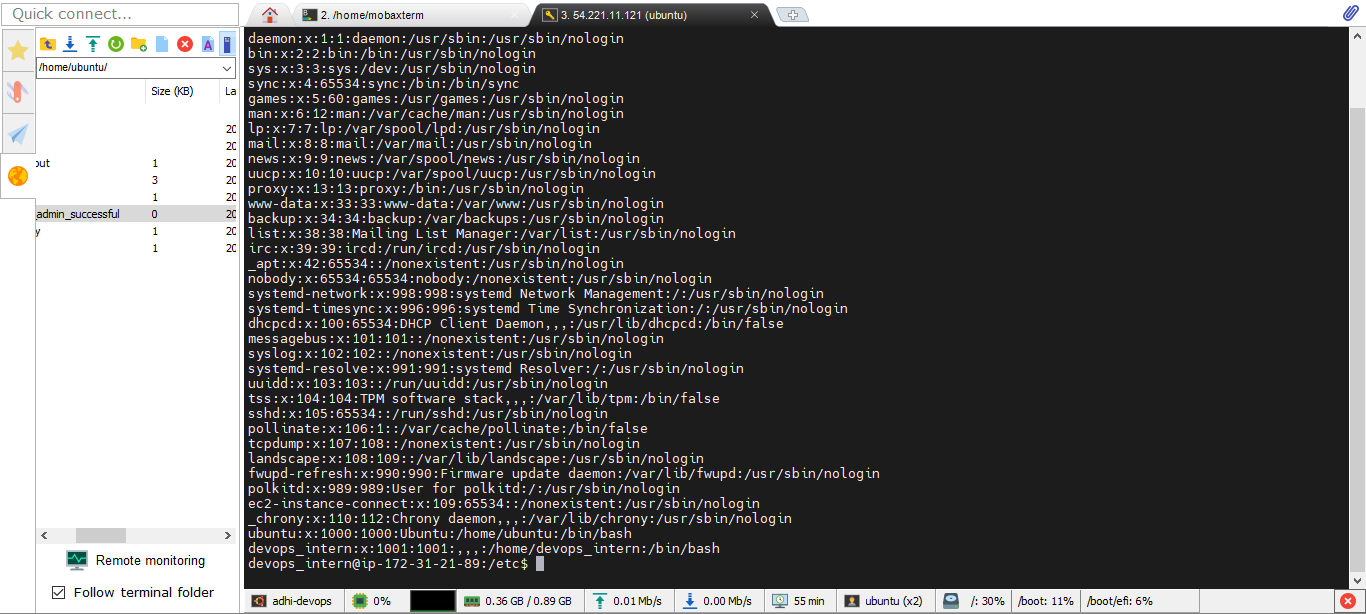 Quick connect...
2. /home/mobaxterm
3. 54.221.11.121 (ubuntu)
/home/ubuntu/
Size (KB)
La
20
20
out 1 20
3 20
1 20
_admin_successful 0 20
y 1 20
1 20
Remote monitoring
Follow terminal folder
daemon:x:1:1:daemon:/usr/sbin:/usr/sbin/nologin
bin:x:2:2:bin:/bin:/usr/sbin/nologin
sys:x:3:3:sys:/dev:/usr/sbin/nologin
sync:x:4:65534:sync:/bin:/bin/sync
games:x:5:60:games:/usr/games:/usr/sbin/nologin
man:x:6:12:man:/var/cache/man:/usr/sbin/nologin
lp:x:7:7:lp:/var/spool/lpd:/usr/sbin/nologin
mail:x:8:8:mail:/var/mail:/usr/sbin/nologin
news:x:9:9:news:/var/spool/news:/usr/sbin/nologin
uucp:x:10:10:uucp:/var/spool/uucp:/usr/sbin/nologin
proxy:x:13:13:proxy:/bin:/usr/sbin/nologin
www-data:x:33:33:www-data:/var/www:/usr/sbin/nologin
backup:x:34:34:backup:/var/backups:/usr/sbin/nologin
list:x:38:38:Mailing List Manager:/var/list:/usr/sbin/nologin
irc:x:39:39:ircd:/run/ircd:/usr/sbin/nologin
_apt:x:42:65534::/nonexistent:/usr/sbin/nologin
nobody:x:65534:65534:nobody:/nonexistent:/usr/sbin/nologin
systemd-network:x:998:998:systemd Network Management:/:/usr/sbin/nologin
systemd-timesync:x:996:996:systemd Time Synchronization:/:/usr/sbin/nologin
dhcpcd:x:100:65534:DHCP Client Daemon,,,:/usr/lib/dhcpcd:/bin/false
messagebus:x:101:101::/nonexistent:/usr/sbin/nologin
syslog:x:102:102::/nonexistent:/usr/sbin/nologin
systemd-resolve:x:991:991:systemd Resolver:/:/usr/sbin/nologin
uuidd:x:103:103::/run/uuidd:/usr/sbin/nologin
tss:x:104:104:TPM software stack,,,:/var/lib/tpm:/bin/false
sshd:x:105:65534::/run/sshd:/usr/sbin/nologin
pollinate:x:106:1::/var/cache/pollinate:/bin/false
tcpdump:x:107:108::/nonexistent:/usr/sbin/nologin
landscape:x:108:109::/var/lib/landscape:/usr/sbin/nologin
fwupd-refresh:x:990:990:Firmware update daemon:/var/lib/fwupd:/usr/sbin/nologin
polkitd:x:989:989:User for polkitd:/:/usr/sbin/nologin
ec2-instance-connect:x:109:65534::/nonexistent:/usr/sbin/nologin
_chrony:x:110:112:Chrony daemon,,,:/var/lib/chrony:/usr/sbin/nologin
ubuntu:x:1000:1000:Ubuntu:/home/ubuntu:/bin/bash
devops_intern:x:1001:1001:,,,:/home/devops_intern:/bin/bash
devops_intern@ip-172-31-21-89:/etc$
adhi-devops 0% 0.36 GB / 0.89 GB 0.01 Mb/s 0.00 Mb/s 55 min ubuntu (x2) /: 30% /boot: 11% /boot/efi: 6%